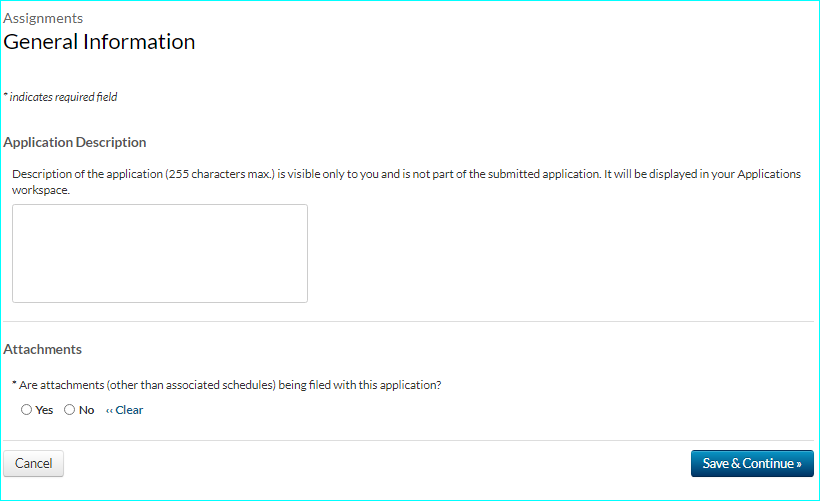 Assignments
General Information
* indicates required field
Application Description
Description of the application (255 characters max.) is visible only to you and is not part of the submitted application. It will be displayed in your Applications
workspace.
Attachments
* Are attachments (other than associated schedules) being filed with this application?
Yes No ‹‹ Clear
Cancel Save & Continue »